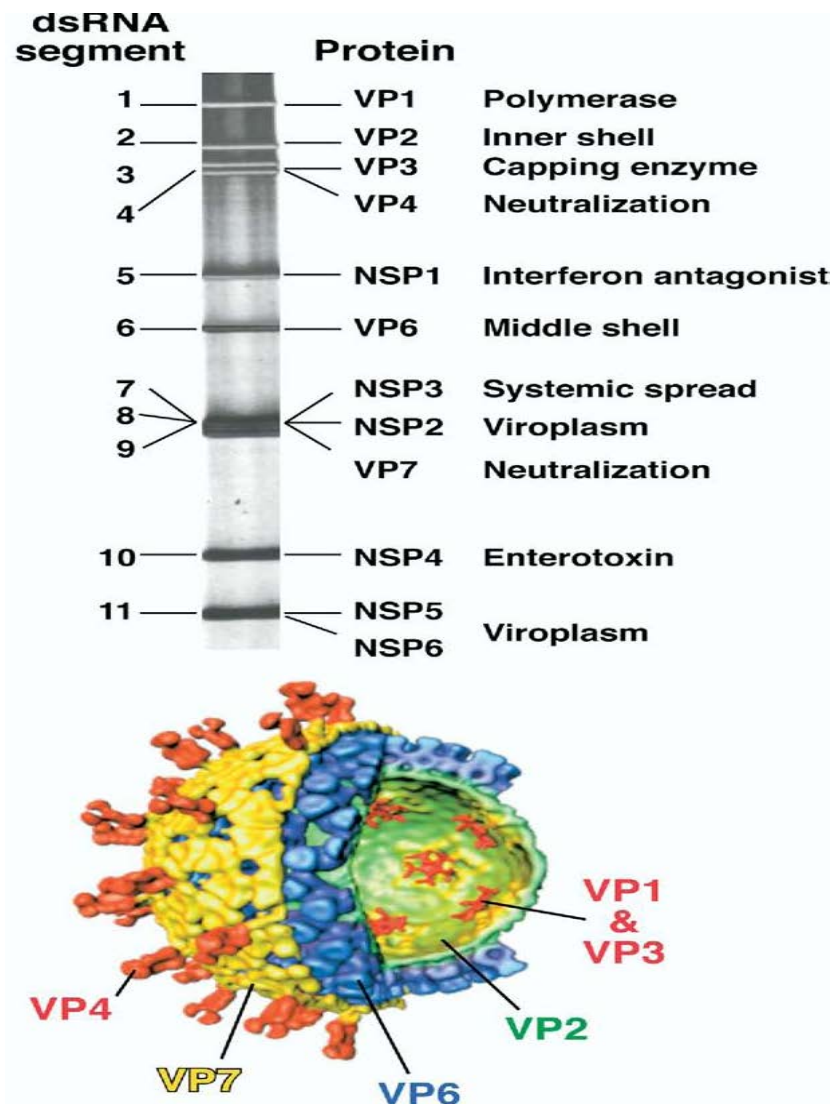 dsRNA
segment Protein
1 VP1 Polymerase
2 VP2 Inner shell
3 VP3 Capping enzyme
4 VP4 Neutralization
5 NSP1 Interferon antagonist
6 VP6 Middle shell
7 NSP3 Systemic spread
8 NSP2 Viroplasm
9 VP7 Neutralization
10 NSP4 Enterotoxin
11 NSP5
NSP6 Viroplasm
VP1
&
VP3
VP4
VP2
VP7
VP6